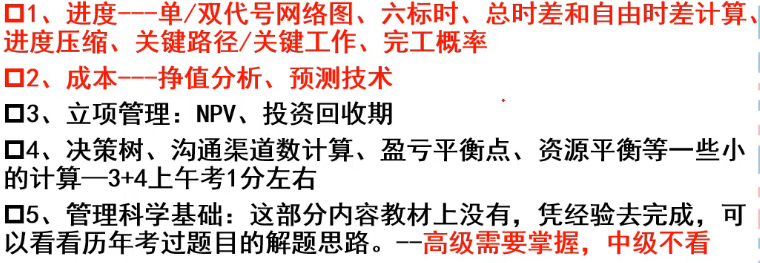 □1、进度---单/双代号网络图、六标时、总时差和自由时差计算、
进度压缩、关键路径/关键工作、完工概率
□2、成本---挣值分析、预测技术
□3、立项管理：NPV、投资回收期
□4、决策树、沟通渠道数计算、盈亏平衡点、资源平衡等一些小
的计算—3+4上午考1分左右
□5、管理科学基础：这部分内容教材上没有，凭经验去完成，可
以看看历年考过题目的解题思路。--高级需要掌握，中级不看